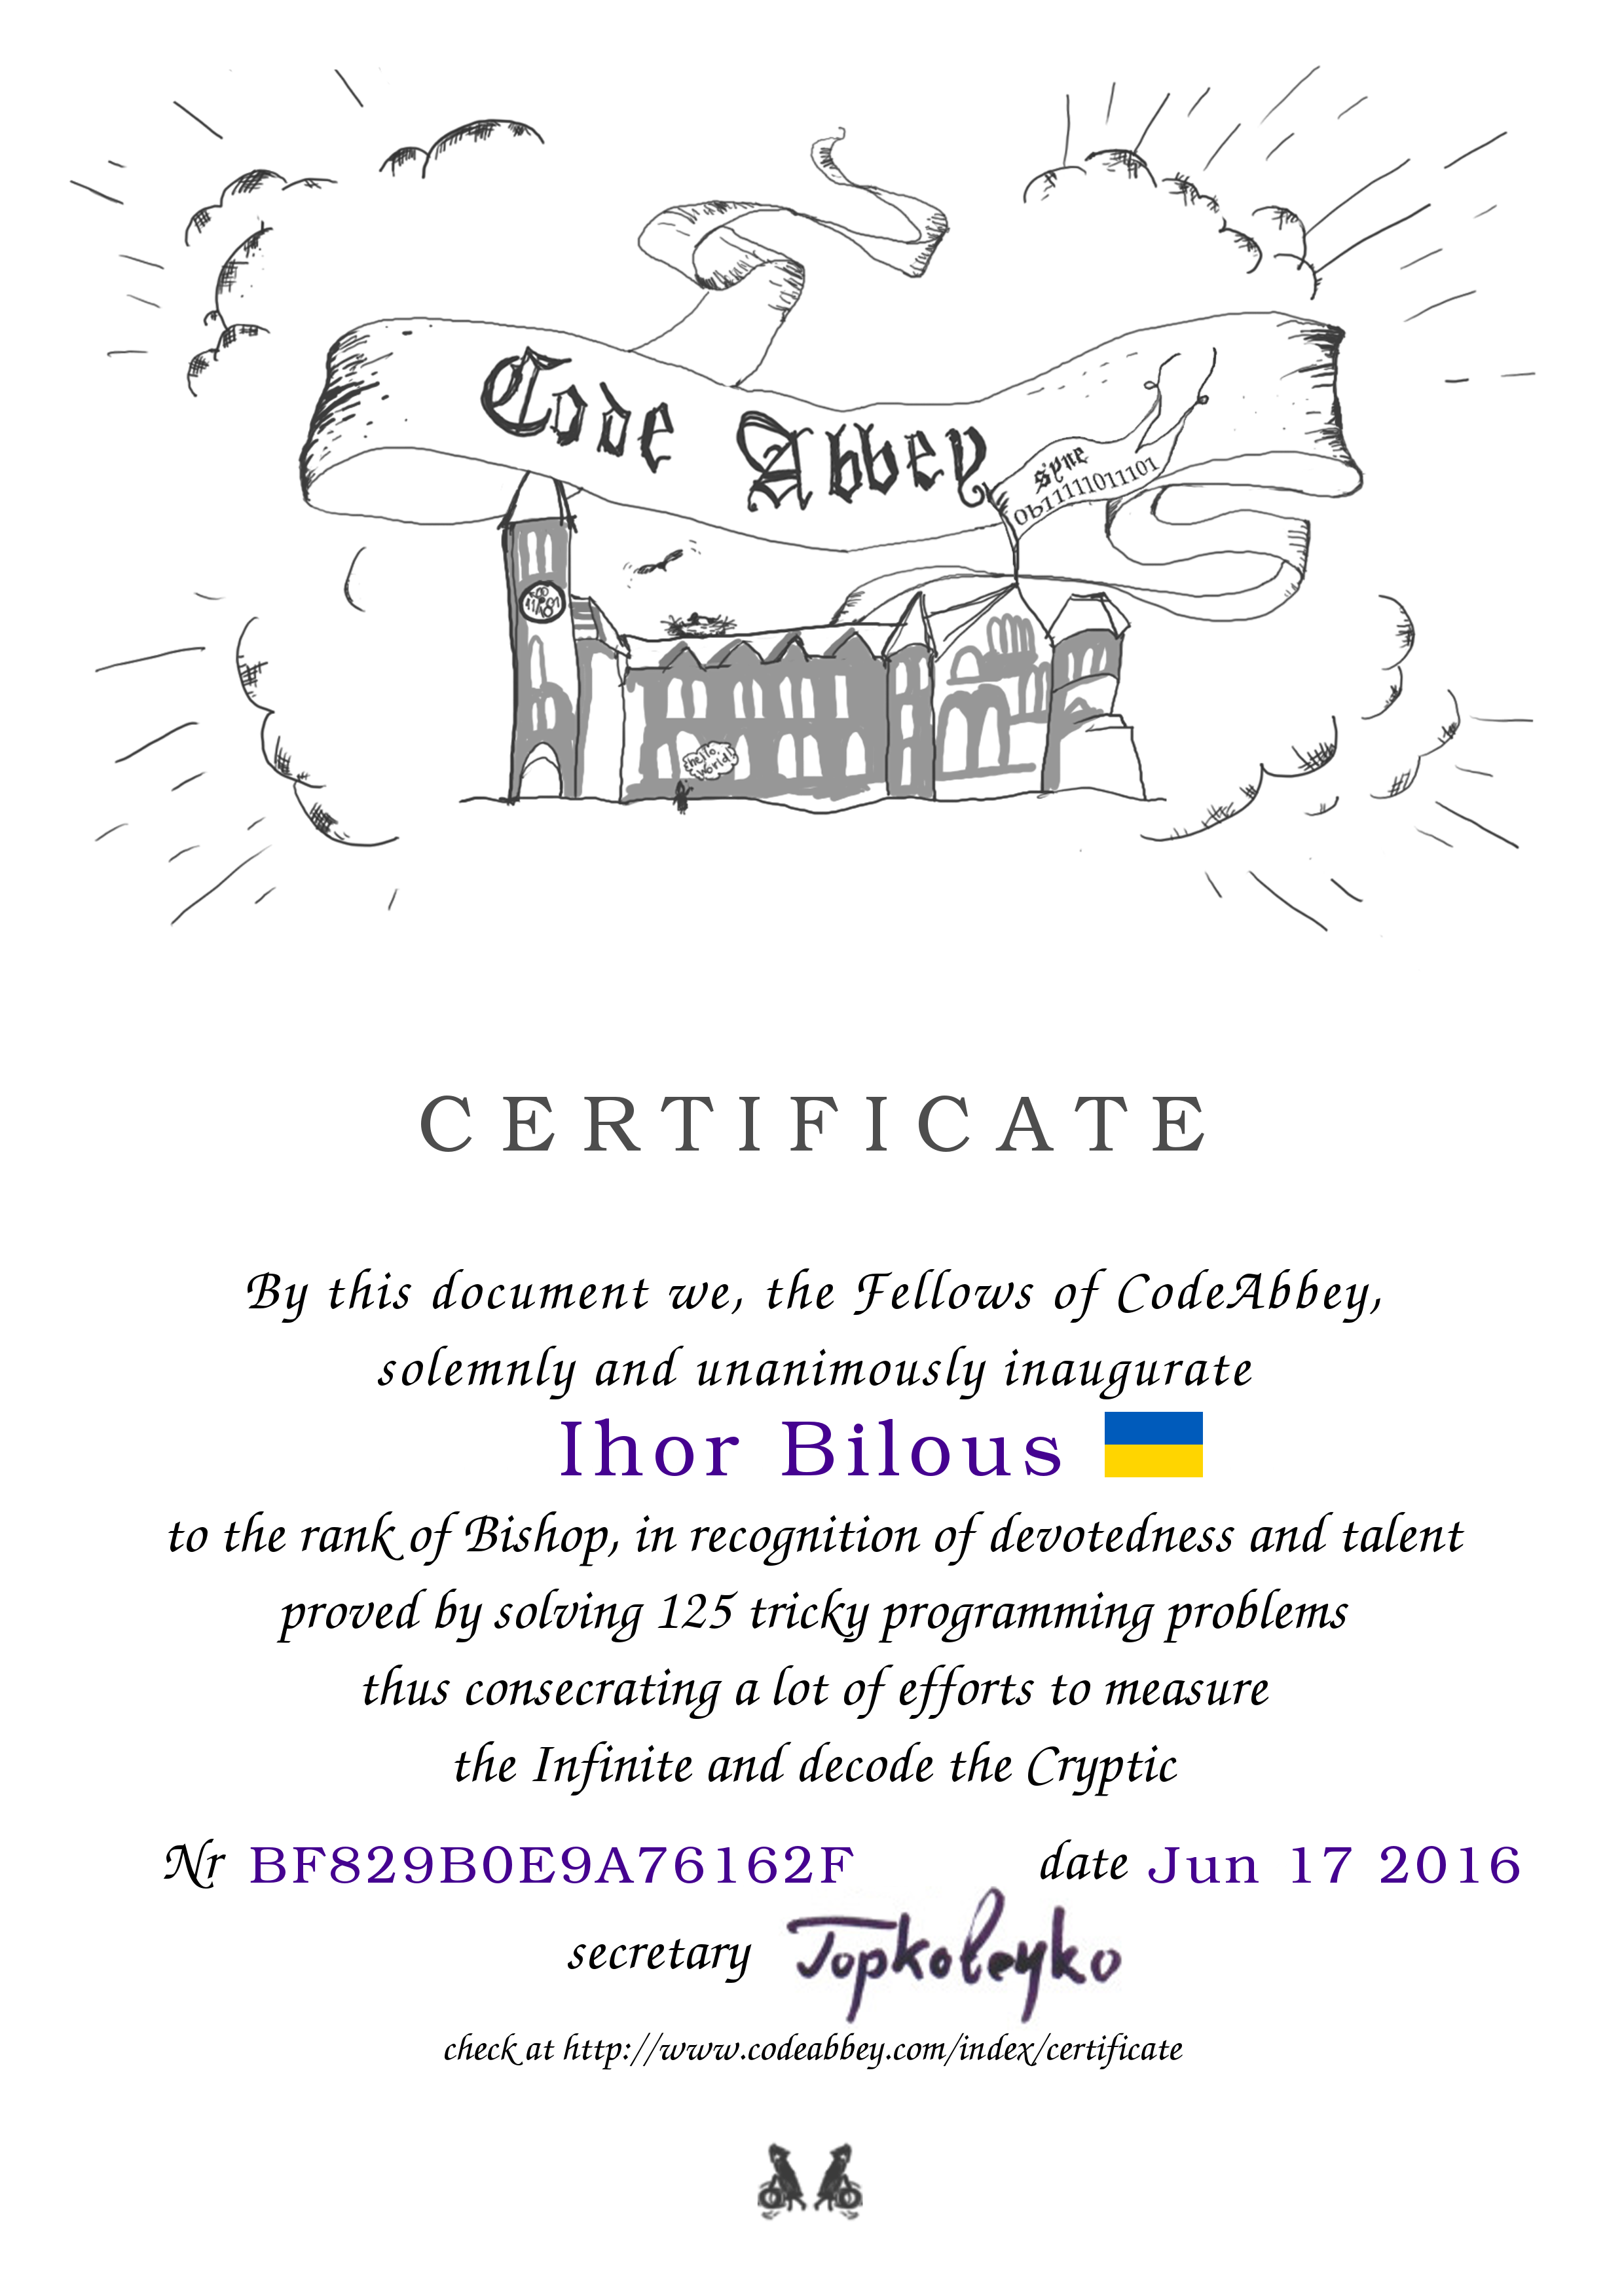 Code Abbey
syne
0b11111011101
hello,
world!
CERTIFICATE
By this document we, the Fellows of CodeAbbey,
solemnly and unanimously inaugurate
Ihor Bilous
to the rank of Bishop, in recognition of devotedness and talent
proved by solving 125 tricky programming problems
thus consecrating a lot of efforts to measure
the Infinite and decode the Cryptic
Nr BF829B0E9A76162F date Jun 17 2016
secretary
check at http://www.codeabbey.com/index/certificate